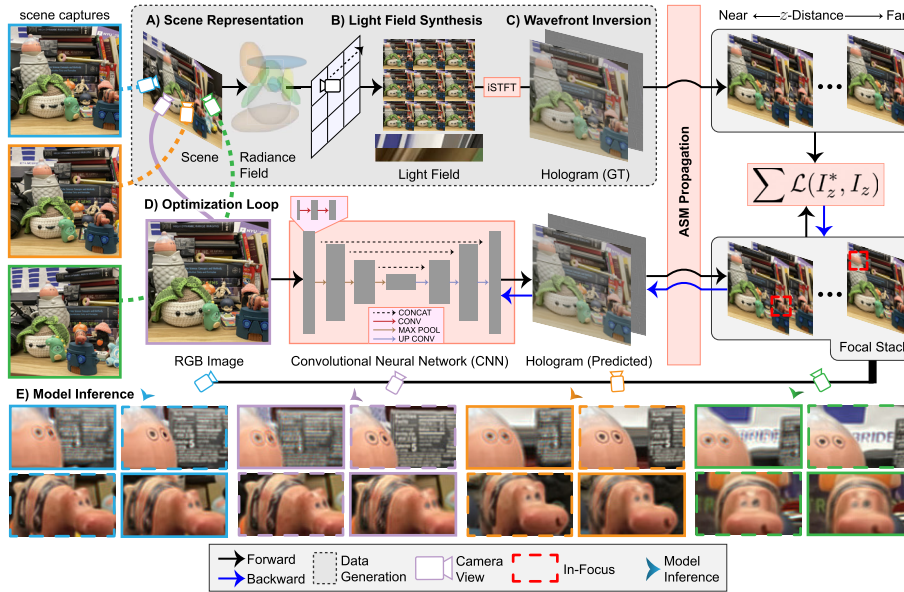 scene captures
A) Scene Representation
B) Light Field Synthesis
C) Wavefront Inversion
Near
z-Distance
Far
iSTFT
Scene
Radiance
Field
Light Field
Hologram (GT)
ASM Propagation
∑ L(I*z, Iz)
D) Optimization Loop
CONCAT
CONV
MAX POOL
UP CONV
RGB Image
Convolutional Neural Network (CNN)
Hologram (Predicted)
Focal Stack
E) Model Inference
BRIDE
RIDER
Forward
Backward
Data
Generation
Camera
View
In-Focus
Model
Inference